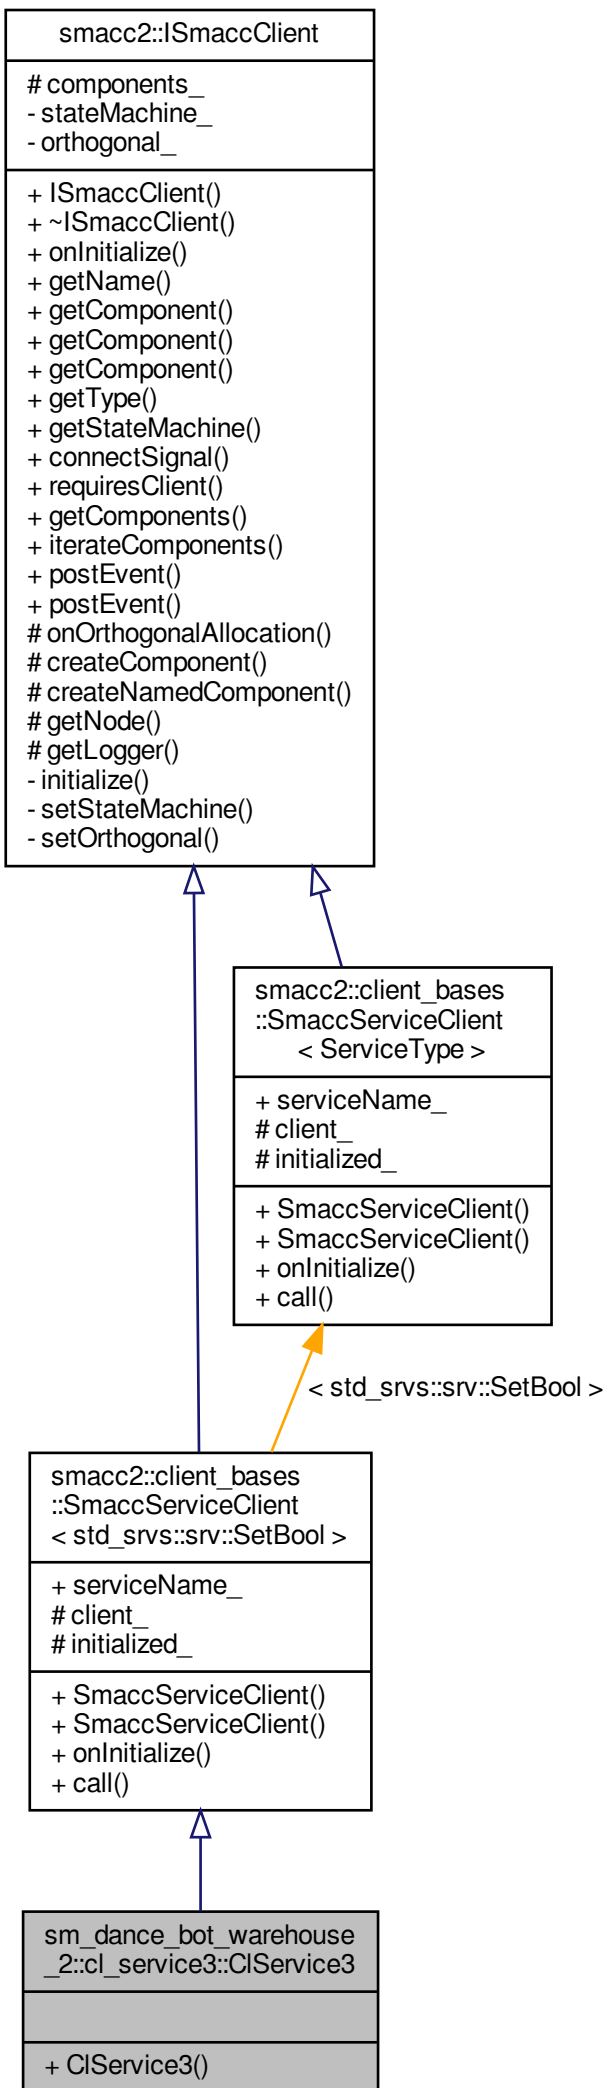 smacc2::ISmaccClient
# components_
- stateMachine_
- orthogonal_
+ ISmaccClient()
+ ~ISmaccClient()
+ onInitialize()
+ getName()
+ getComponent()
+ getComponent()
+ getComponent()
+ getType()
+ getStateMachine()
+ connectSignal()
+ requiresClient()
+ getComponents()
+ iterateComponents()
+ postEvent()
+ postEvent()
# onOrthogonalAllocation()
# createComponent()
# createNamedComponent()
# getNode()
# getLogger()
- initialize()
- setStateMachine()
- setOrthogonal()
smacc2::client_bases
::SmaccServiceClient
< ServiceType >
+ serviceName_
# client_
# initialized_
+ SmaccServiceClient()
+ SmaccServiceClient()
+ onInitialize()
+ call()
< std_srvs::srv::SetBool >
smacc2::client_bases
::SmaccServiceClient
< std_srvs::srv::SetBool >
+ serviceName_
# client_
# initialized_
+ SmaccServiceClient()
+ SmaccServiceClient()
+ onInitialize()
+ call()
sm_dance_bot_warehouse
_2::cl_service3::ClService3
+ ClService3()